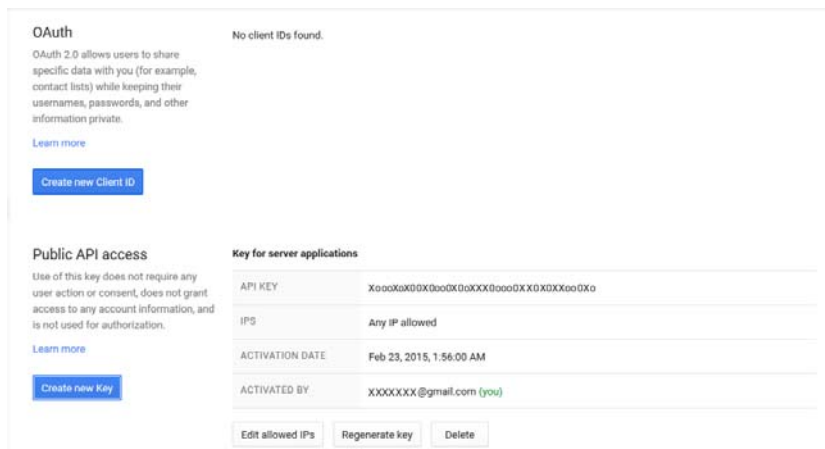 OAuth
No client IDs found.
OAuth 2.0 allows users to share
specific data with you (for example,
contact lists) while keeping their
usernames, passwords, and other
information private.
Learn more
Create new Client ID
Public API access
Use of this key does not require any
user action or consent, does not grant
access to any account information, and
is not used for authorization.
Learn more
Create new Key
Key for server applications
API KEY
IPS Any IP allowed
ACTIVATION DATE Feb 23, 2015, 1:56:00 AM
ACTIVATED BY XXXXXXX@gmail.com (you)
Edit allowed IPs Regenerate key Delete